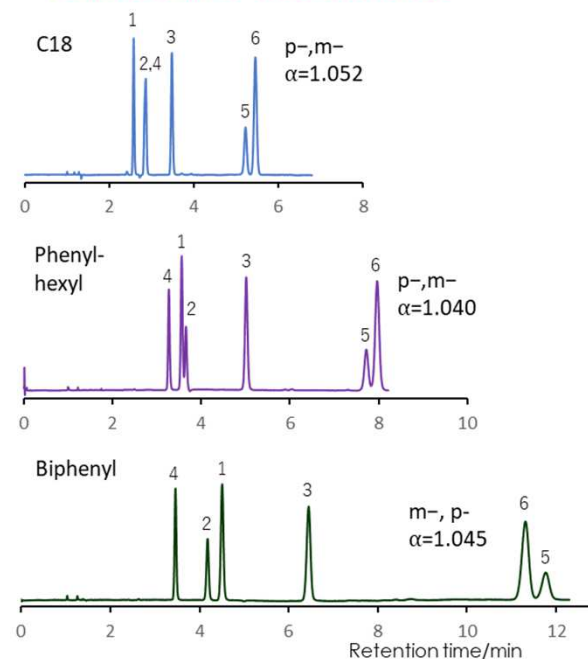 C18
1
2,4
3
5
6
p−,m−
α=1.052
0 2 4 6 8
Phenyl-
hexyl
4
1
2
3
5
6
p−,m−
α=1.040
0 2 4 6 8 10
Biphenyl
4
2
1
3
6
5
m−, p-
α=1.045
0 2 4 6 8 10 12
Retention time/min